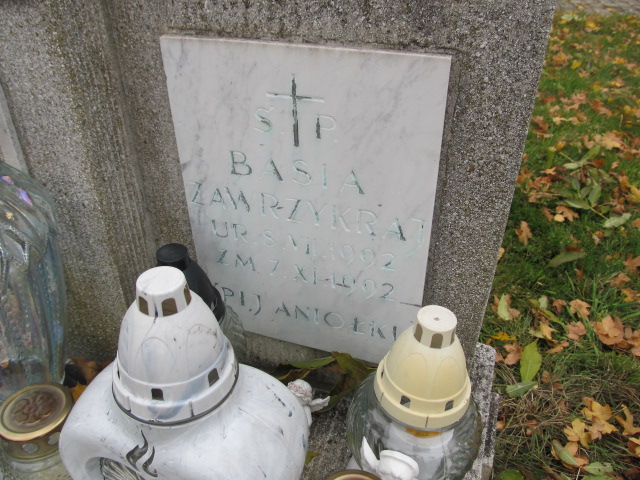 Ś. P.
BASIA
ZAWRZYKRAJ
UR. 8. VI. 1992
ZM. 7. XI. 1992
ŚPIJ ANIOŁKU